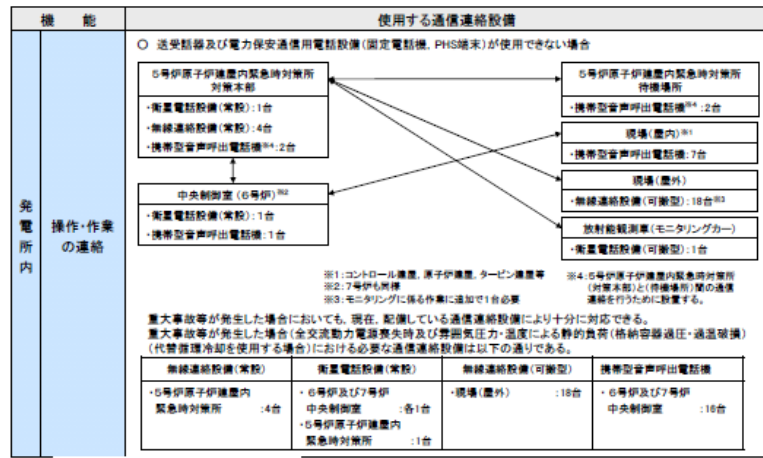 機　能
使用する通信連絡設備
発電所内
操作・作業の連絡
○ 送受話器及び電力保安通信用電話設備(固定電話機、PHS端末)が使用できない場合
5号炉原子炉建屋内緊急時対策所
対策本部
・衛星電話設備(常設):1台
・無線連絡設備(常設):4台
・携帯型音声呼出電話機※4:2台
中央制御室(6号炉)※2
・衛星電話設備(常設):1台
・携帯型音声呼出電話機:1台
5号炉原子炉建屋内緊急時対策所
待機場所
・携帯型音声呼出電話機※4:2台
現場(屋内)※1
・携帯型音声呼出電話機:7台
現場(屋外)
・無線連絡設備(可搬型):18台※3
放射能観測車(モニタリングカー)
・衛星電話設備(可搬型):1台
※1:コントロール建屋、原子炉建屋、タービン建屋等
※2:7号炉も同様
※3:モニタリングに係る作業に追加で1台必要
※4:5号炉原子炉建屋内緊急時対策所
(対策本部)と(待機場所)間の通信
連絡を行うために設置する。
重大事故等が発生した場合においても、現在、配備している通信連絡設備により十分に対応できる。
重大事故等が発生した場合(全交流動力電源喪失時及び雰囲気圧力・温度による静的負荷(格納容器過圧・過温破損)
(代替循環冷却を使用する場合)における必要な通信連絡設備は以下の通りである。
無線連絡設備(常設)
衛星電話設備(常設)
無線連絡設備(可搬型)
携帯型音声呼出電話機
・5号炉原子炉建屋内
緊急時対策所　:4台
・6号炉及び7号炉
中央制御室　:各1台
・5号炉原子炉建屋内
緊急時対策所　:1台
・現場(屋外)　:18台
・6号炉及び7号炉
中央制御室　:16台